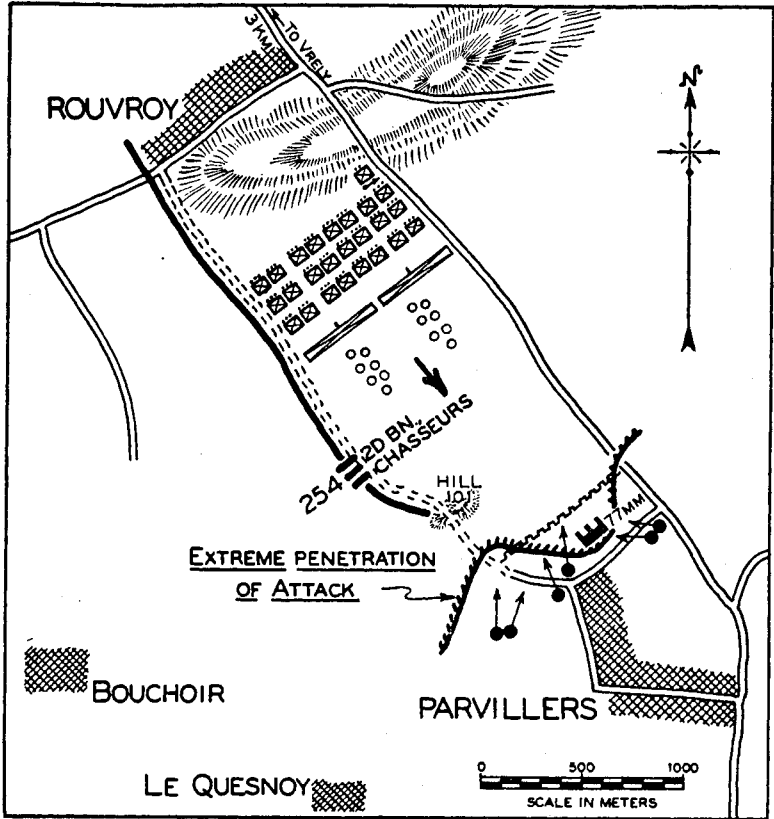 3 KM.
TO VRELY
ROUVROY
N
254
2D BN.
CHASSEURS
HILL
101
77MM
EXTREME PENETRATION
OF ATTACK
BOUCHOIR
PARVILLERS
LE QUESNOY
0 500 1000
SCALE IN METERS